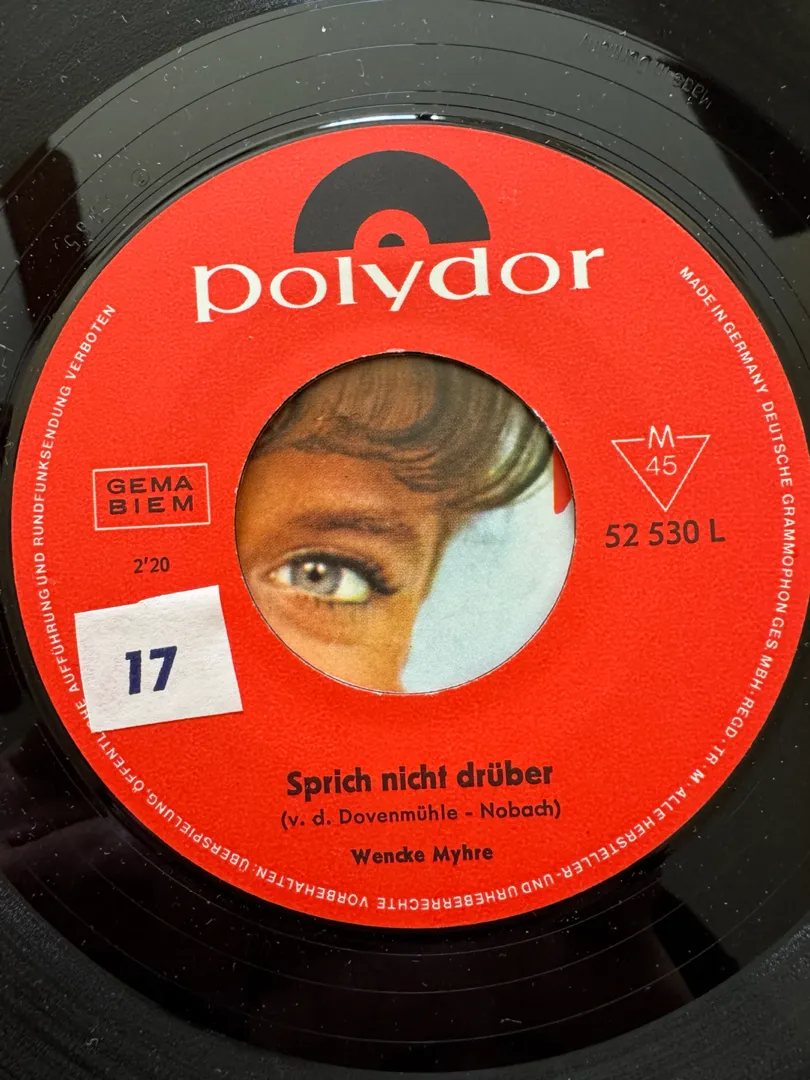 polydor
MADE IN GERMANY DEUTSCHE GRAMMOPHON GES MBH · REGD · TR · M · ALLE HERSTELLER- UND URHEBERRECHTE VORBEHALTEN. ÜBERSPIELUNG, ÖFFENTLICHE AUFFÜHRUNG UND RUNDFUNKSENDUNG VERBOTEN
GEMA
BIEM
M
45
52 530 L
2'20
17
Sprich nicht drüber
(v. d. Dovenmühle - Nobach)
Wencke Myhre